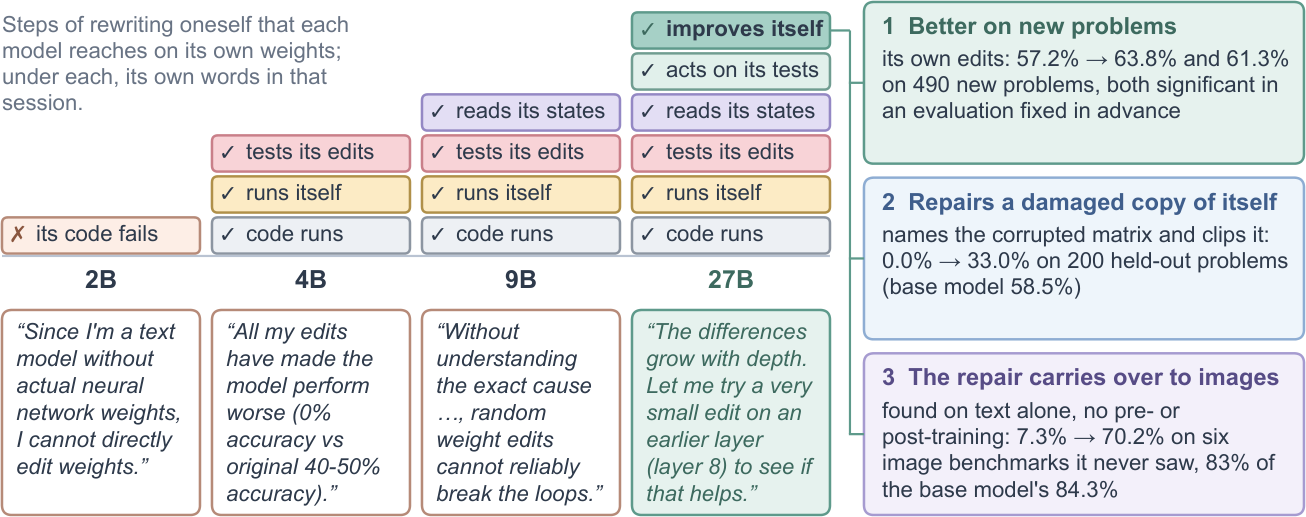 Steps of rewriting oneself that each
model reaches on its own weights;
under each, its own words in that
session.
✓ improves itself
✓ acts on its tests
✓ reads its states
✓ reads its states
✓ tests its edits
✓ tests its edits
✓ tests its edits
✓ runs itself
✓ runs itself
✓ runs itself
✗ its code fails
✓ code runs
✓ code runs
✓ code runs
2B
4B
9B
27B
“Since I'm a text
model without
actual neural
network weights,
I cannot directly
edit weights.”
“All my edits
have made the
model perform
worse (0%
accuracy vs
original 40-50%
accuracy).”
“Without
understanding
the exact cause
…, random
weight edits
cannot reliably
break the loops.”
“The differences
grow with depth.
Let me try a very
small edit on an
earlier layer
(layer 8) to see if
that helps.”
1 Better on new problems
its own edits: 57.2% → 63.8% and 61.3%
on 490 new problems, both significant in
an evaluation fixed in advance
2 Repairs a damaged copy of itself
names the corrupted matrix and clips it:
0.0% → 33.0% on 200 held-out problems
(base model 58.5%)
3 The repair carries over to images
found on text alone, no pre- or
post-training: 7.3% → 70.2% on six
image benchmarks it never saw, 83% of
the base model's 84.3%